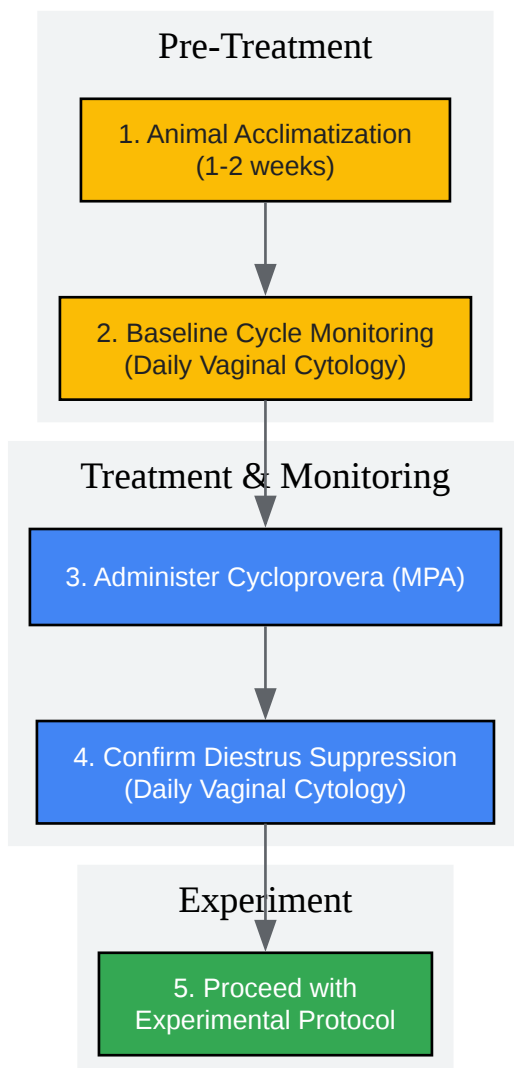 Pre-Treatment
1. Animal Acclimatization
(1-2 weeks)
2. Baseline Cycle Monitoring
(Daily Vaginal Cytology)
Treatment & Monitoring
3. Administer Cycloprovera (MPA)
4. Confirm Diestrus Suppression
(Daily Vaginal Cytology)
Experiment
5. Proceed with
Experimental Protocol